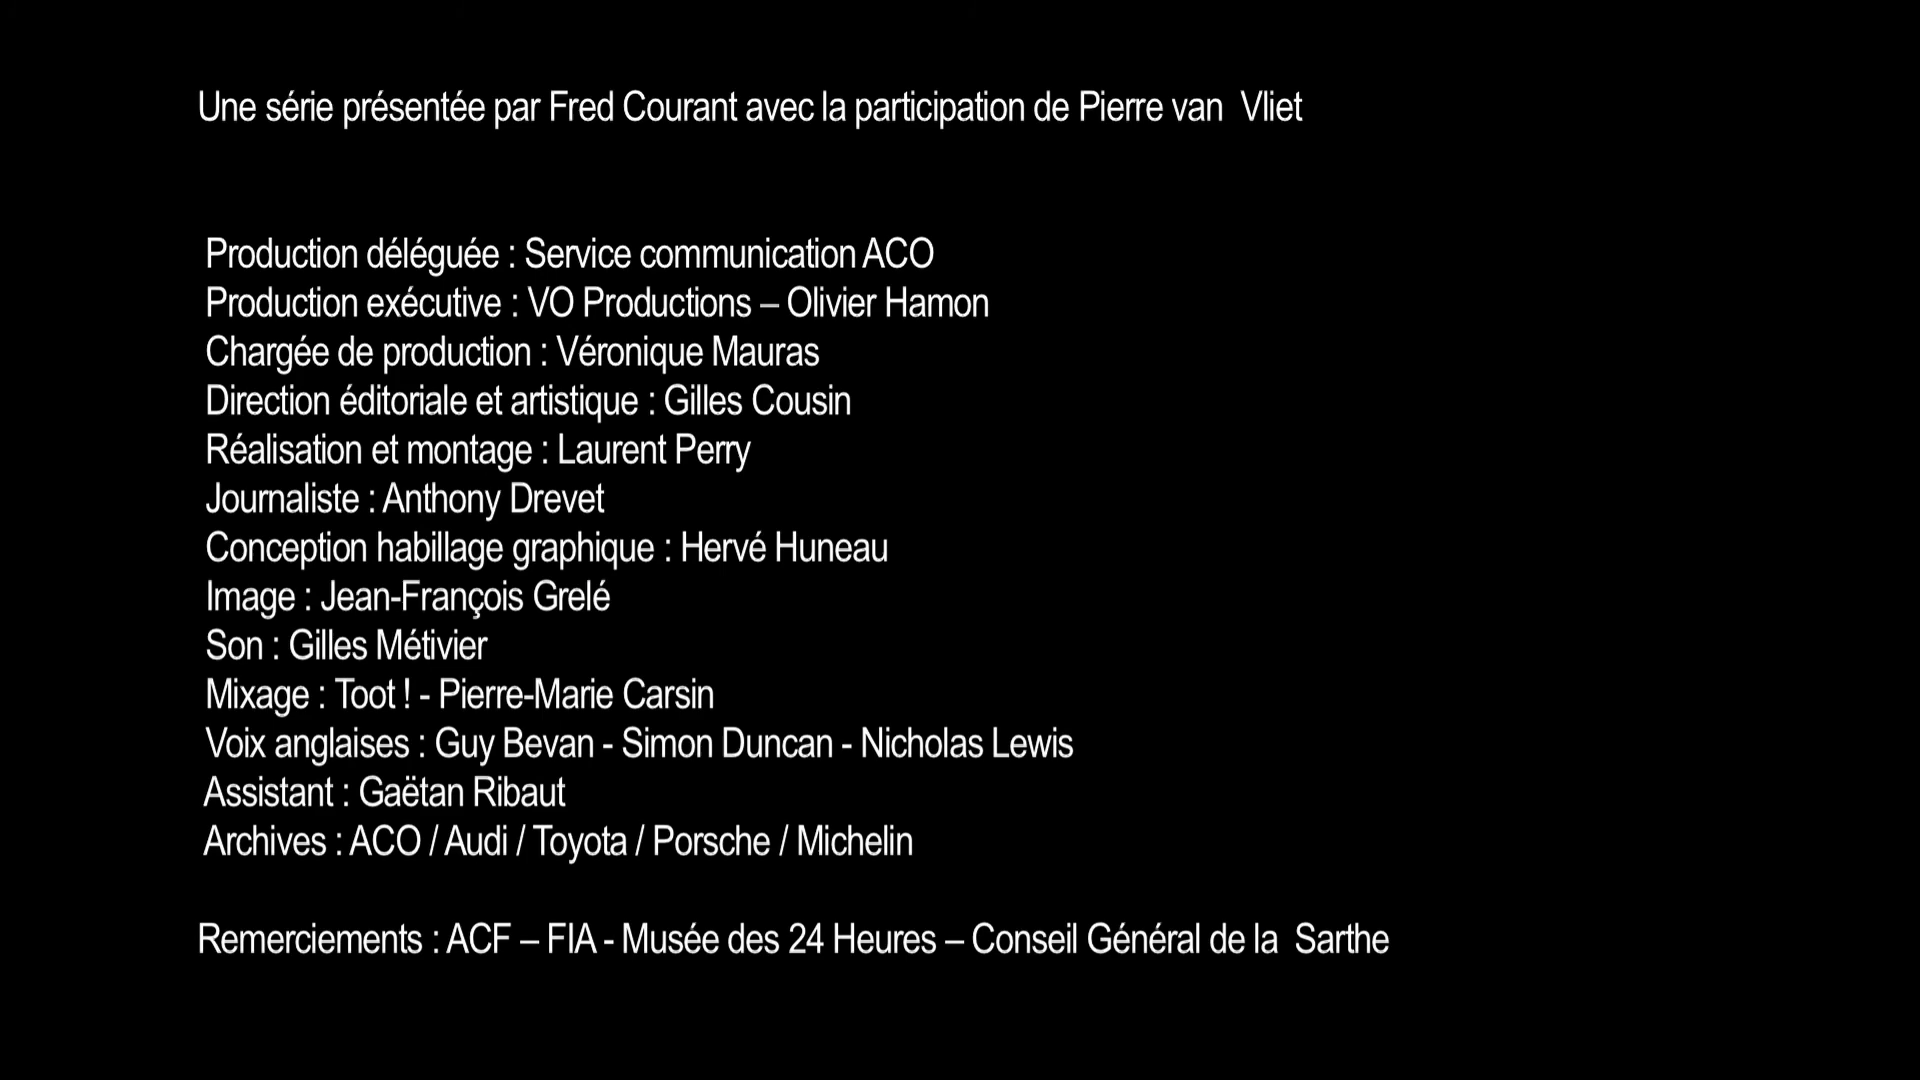 Une série présentée par Fred Courant avec la participation de Pierre van Vliet
Production déléguée : Service communication ACO
Production exécutive : VO Productions – Olivier Hamon
Chargée de production : Véronique Mauras
Direction éditoriale et artistique : Gilles Cousin
Réalisation et montage : Laurent Perry
Journaliste : Anthony Drevet
Conception habillage graphique : Hervé Huneau
Image : Jean-François Grelé
Son : Gilles Métivier
Mixage : Toot ! - Pierre-Marie Carsin
Voix anglaises : Guy Bevan - Simon Duncan - Nicholas Lewis
Assistant : Gaëtan Ribaut
Archives : ACO / Audi / Toyota / Porsche / Michelin
Remerciements : ACF – FIA - Musée des 24 Heures – Conseil Général de la Sarthe